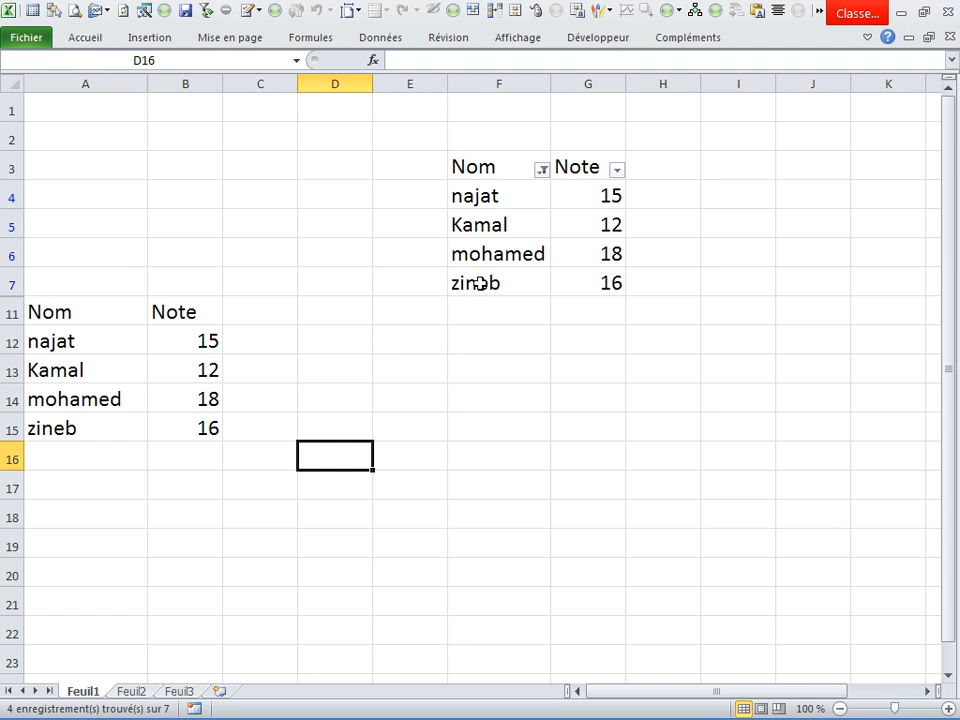 Classe...
Fichier Accueil Insertion Mise en page Formules Données Révision Affichage Développeur Compléments
D16 fx
A B C D E F G H I J K
1
2
3 Nom Note
4 najat 15
5 Kamal 12
6 mohamed 18
7 zineb 16
11 Nom Note
12 najat 15
13 Kamal 12
14 mohamed 18
15 zineb 16
16
17
18
19
20
21
22
23
Feuil1 Feuil2 Feuil3
4 enregistrement(s) trouvé(s) sur 7 100 %